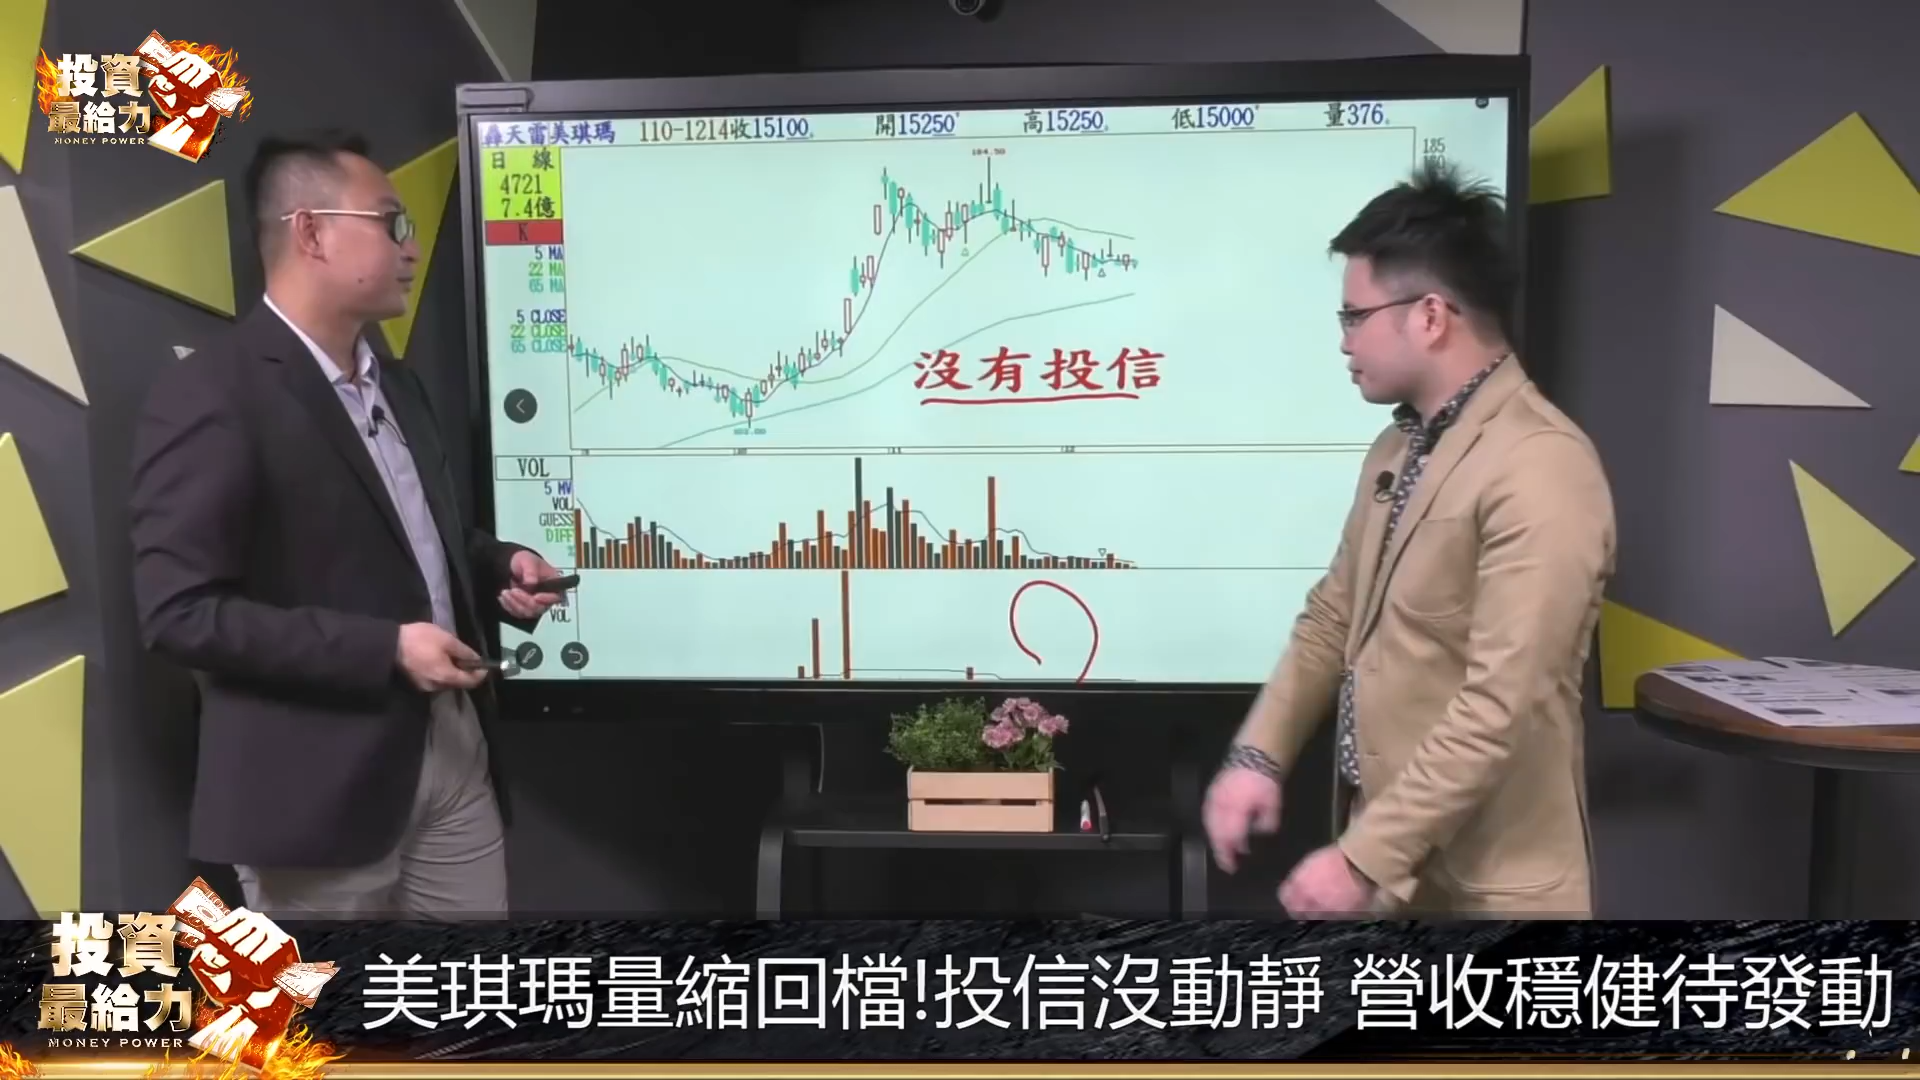 投資
最給力
MONEY POWER
轟天雷美琪瑪 110-1214收15100 開15250 高15250 低15000 量376
日線
4721
7.4億
K
5 MA
22 MA
65 MA
5 CLOSE
22 CLOSE
65 CLOSE
184.50
185
沒有投信
VOL
5 MV
VOL
GUESS
DIFF
VOL
投資
最給力
MONEY POWER
美琪瑪量縮回檔!投信沒動靜 營收穩健待發動